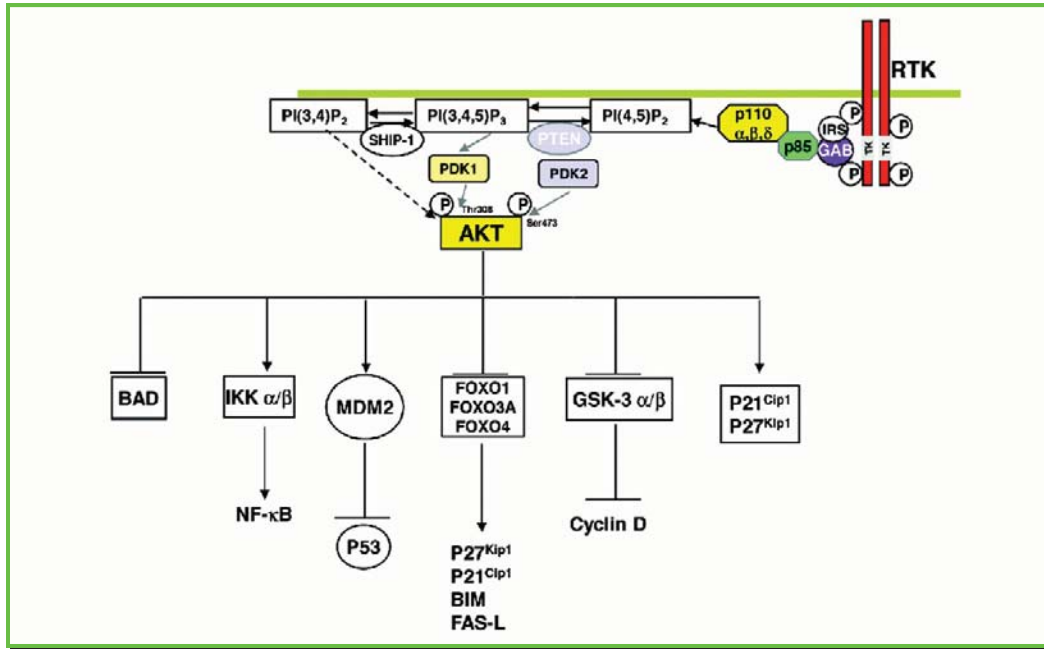 RTK
PI(3,4)P2
PI(3,4,5)P3
PI(4,5)P2
p110
α,β,δ
P
IRS
P
SHIP-1
PTEN
p85
GAB
TK
TK
PDK1
PDK2
P
P
P
Thr308
P
Ser473
AKT
BAD
IKK α/β
MDM2
FOXO1
FOXO3A
FOXO4
GSK-3 α/β
P21Cip1
P27Kip1
NF-κB
P53
Cyclin D
P27Kip1
P21Cip1
BIM
FAS-L